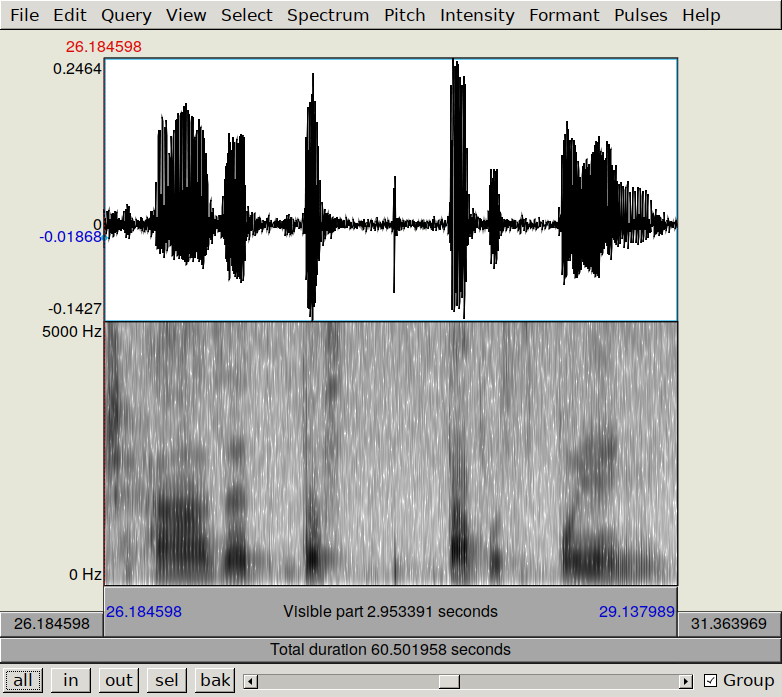 File Edit Query View Select Spectrum Pitch Intensity Formant Pulses Help
26.184598
0.2464
0
-0.01868
-0.1427
5000 Hz
0 Hz
26.184598 Visible part 2.953391 seconds 29.137989
26.184598 31.363969
Total duration 60.501958 seconds
all in out sel bak Group